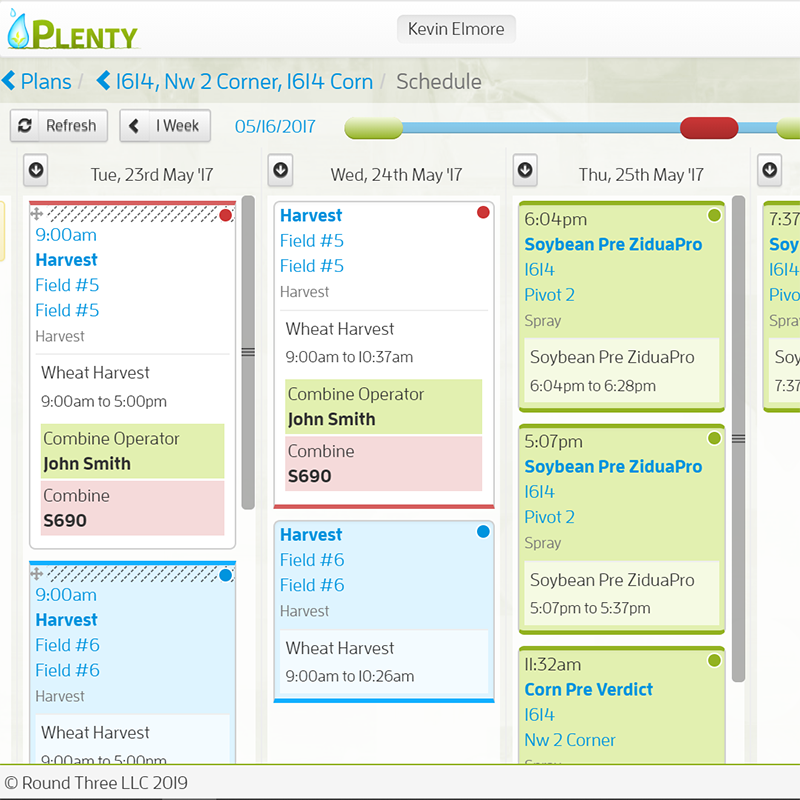 PLENTY
Kevin Elmore
Plans / 1614, Nw 2 Corner, 1614 Corn / Schedule
Refresh
1 Week
05/16/2017
Tue, 23rd May '17
9:00am
Harvest
Field #5
Field #5
Harvest
Wheat Harvest
9:00am to 5:00pm
Combine Operator
John Smith
Combine
S690
9:00am
Harvest
Field #6
Field #6
Harvest
Wheat Harvest
9:00am to 5:00pm
Wed, 24th May '17
Harvest
Field #5
Field #5
Harvest
Wheat Harvest
9:00am to 10:37am
Combine Operator
John Smith
Combine
S690
Harvest
Field #6
Field #6
Harvest
Wheat Harvest
9:00am to 10:26am
Thu, 25th May '17
6:04pm
Soybean Pre ZiduaPro
1614
Pivot 2
Spray
Soybean Pre ZiduaPro
6:04pm to 6:28pm
5:07pm
Soybean Pre ZiduaPro
1614
Pivot 2
Spray
Soybean Pre ZiduaPro
5:07pm to 5:37pm
11:32am
Corn Pre Verdict
1614
Nw 2 Corner
Spray
7:37
Soy
1614
Pivo
Spra
Soy
7:37
© Round Three LLC 2019